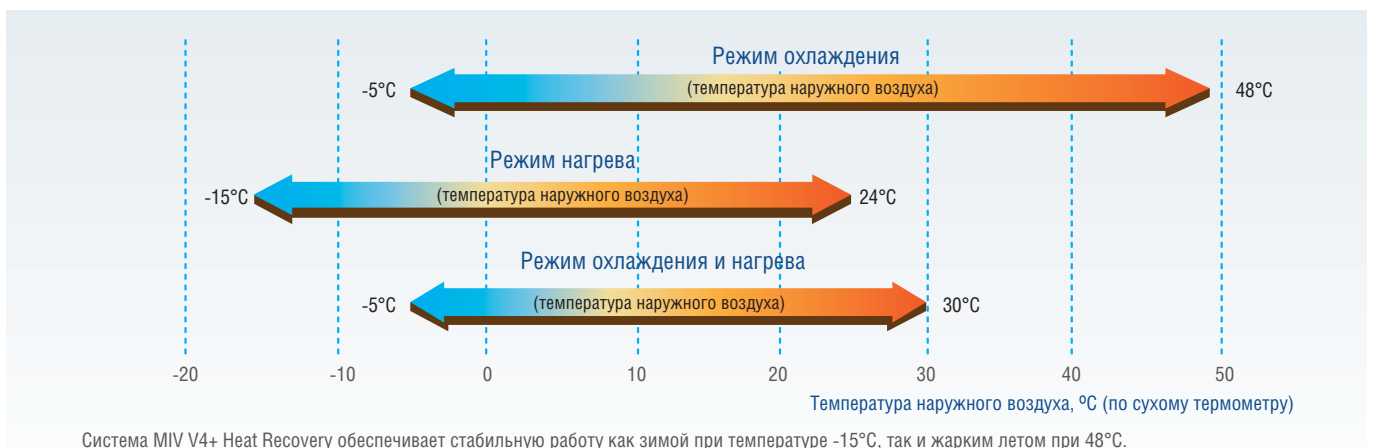 Режим охлаждения
-5°C (температура наружного воздуха) 48°C
Режим нагрева
-15°C (температура наружного воздуха) 24°C
Режим охлаждения и нагрева
-5°C (температура наружного воздуха) 30°C
-20 -10 0 10 20 30 40 50
Температура наружного воздуха, ºC (по сухому термометру)
Система MIV V4+ Heat Recovery обеспечивает стабильную работу как зимой при температуре -15°C, так и жарким летом при 48°C.